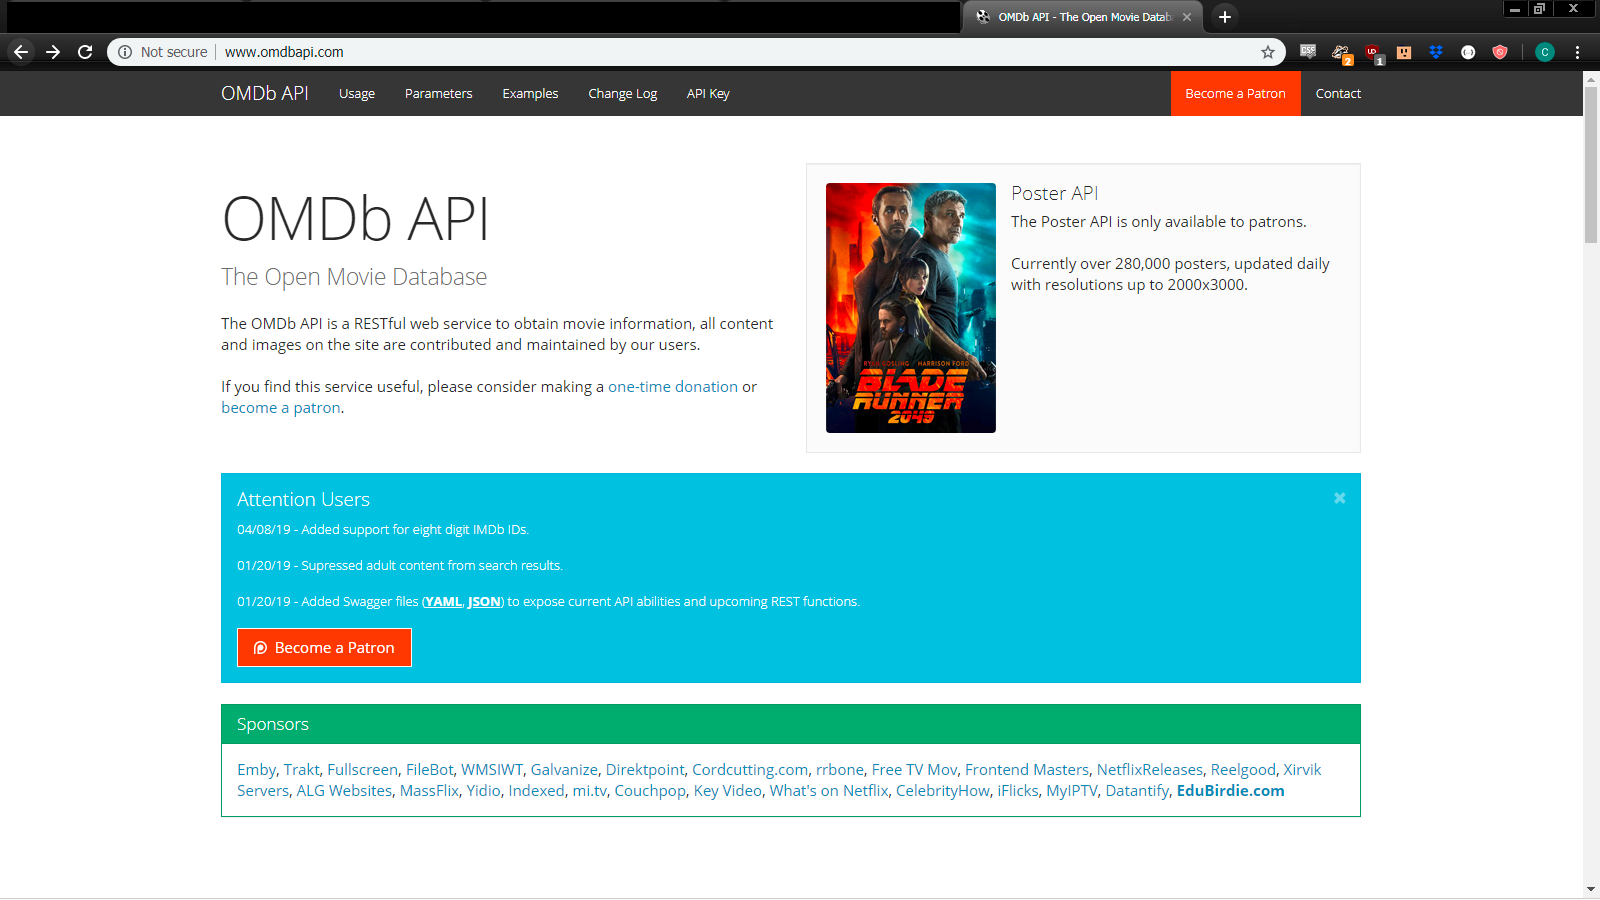 OMDb API - The Open Movie Datab
Not secure
www.omdbapi.com
2
1
C
OMDb API
Usage
Parameters
Examples
Change Log
API Key
Become a Patron
Contact
OMDb API
The Open Movie Database
The OMDb API is a RESTful web service to obtain movie information, all content
and images on the site are contributed and maintained by our users.
If you find this service useful, please consider making a one-time donation or
become a patron.
RYAN GOSLING HARRISON FORD
BLADE
RUNNER
2049
Poster API
The Poster API is only available to patrons.
Currently over 280,000 posters, updated daily
with resolutions up to 2000x3000.
Attention Users
04/08/19 - Added support for eight digit IMDb IDs.
01/20/19 - Supressed adult content from search results.
01/20/19 - Added Swagger files (YAML, JSON) to expose current API abilities and upcoming REST functions.
Become a Patron
Sponsors
Emby, Trakt, Fullscreen, FileBot, WMSIWT, Galvanize, Direktpoint, Cordcutting.com, rrbone, Free TV Mov, Frontend Masters, NetflixReleases, Reelgood, Xirvik
Servers, ALG Websites, MassFlix, Yidio, Indexed, mi.tv, Couchpop, Key Video, What's on Netflix, CelebrityHow, iFlicks, MyIPTV, Datantify, EduBirdie.com